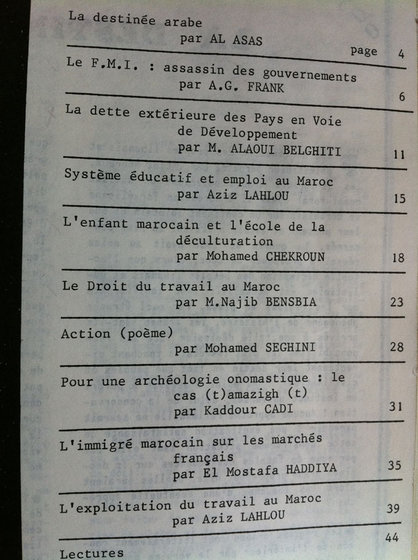 La destinée arabe
par AL ASAS
page 4
Le F.M.I. : assassin des gouvernements
par A.G. FRANK 6
La dette extérieure des Pays en Voie
de Développement
par M. ALAOUI BELGHITI 11
Système éducatif et emploi au Maroc
par Aziz LAHLOU 15
L'enfant marocain et l'école de la
déculturation
par Mohamed CHEKROUN 18
Le Droit du travail au Maroc
par M.Najib BENSBIA 23
Action (poème)
par Mohamed SEGHINI 28
Pour une archéologie onomastique : le
cas (t)amazigh (t)
par Kaddour CADI 31
L'immigré marocain sur les marchés
français
par El Mostafa HADDIYA 35
L'exploitation du travail au Maroc
par Aziz LAHLOU 39
Lectures 44